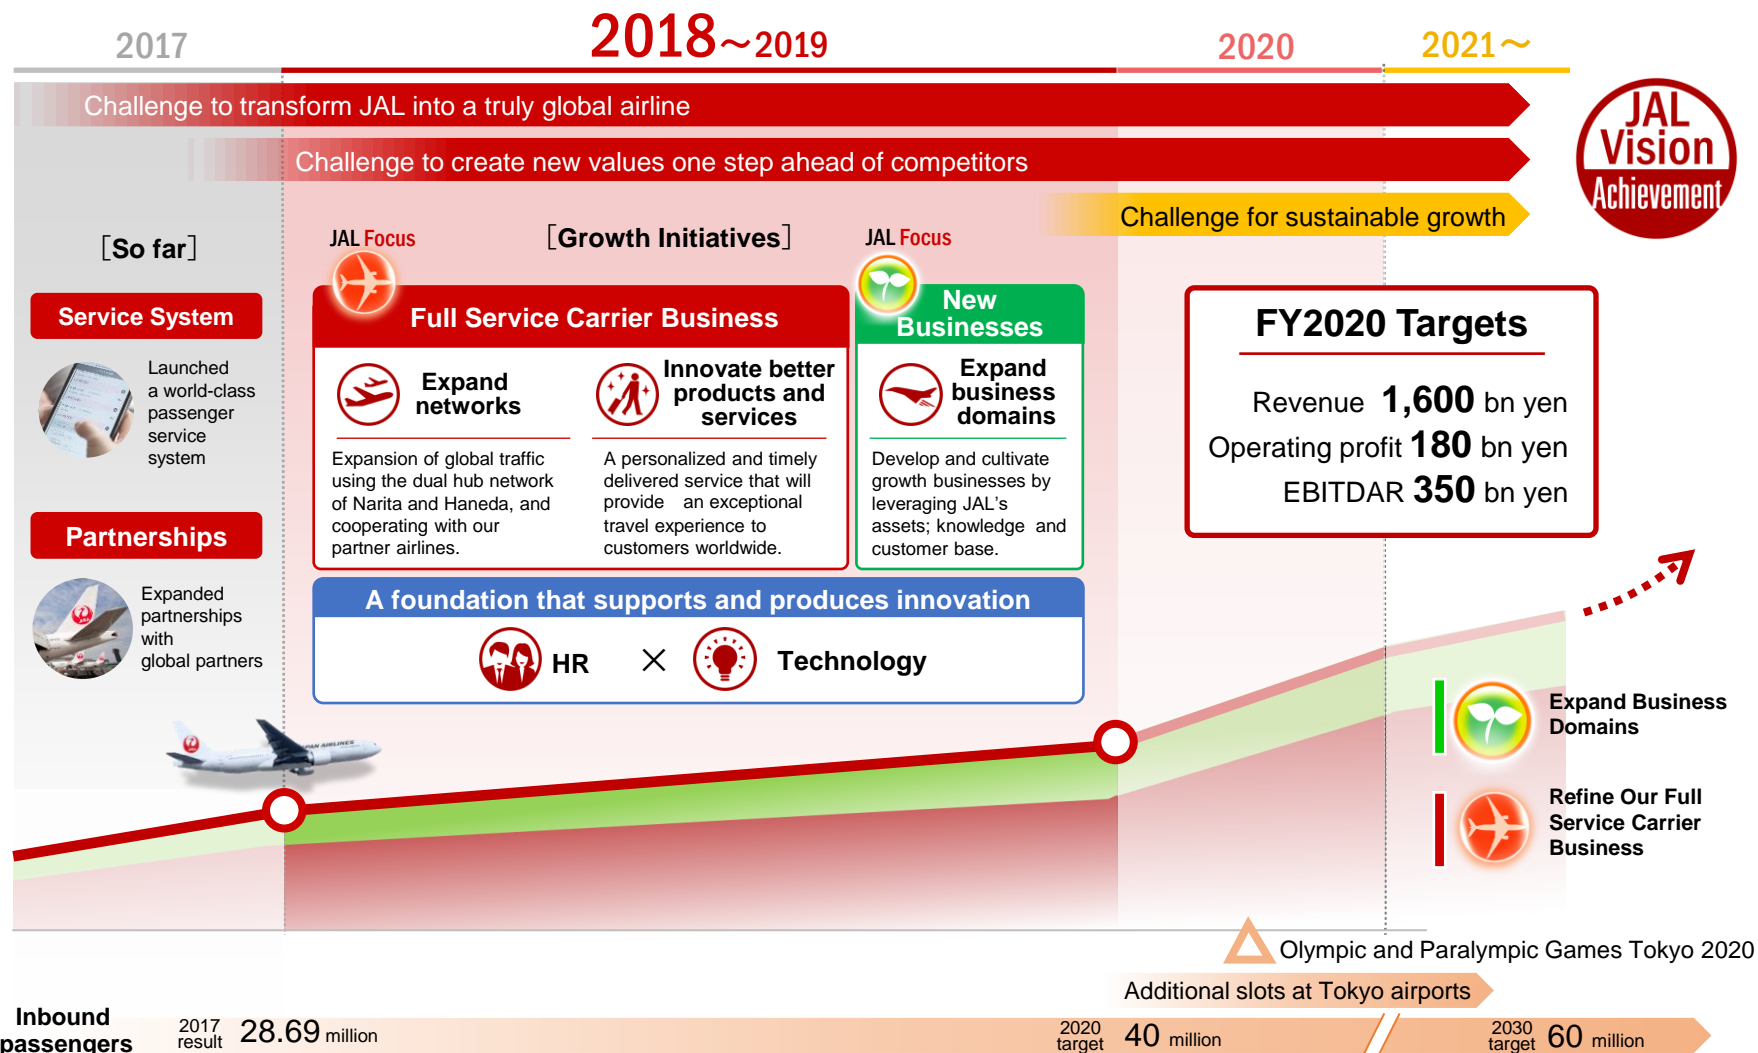 2017
2018～2019
2020
2021～
Challenge to transform JAL into a truly global airline
Challenge to create new values one step ahead of competitors
Challenge for sustainable growth
JAL
Vision
Achievement
［So far］
Service System
Launched
a world-class
passenger
service
system
Partnerships
Expanded
partnerships
with
global partners
［Growth Initiatives］
JAL Focus
Full Service Carrier Business
Expand
networks
Expansion of global traffic
using the dual hub network
of Narita and Haneda, and
cooperating with our
partner airlines.
Innovate better
products and
services
A personalized and timely
delivered service that will
provide an exceptional
travel experience to
customers worldwide.
JAL Focus
New
Businesses
Expand
business
domains
Develop and cultivate
growth businesses by
leveraging JAL's
assets; knowledge and
customer base.
A foundation that supports and produces innovation
HR × Technology
FY2020 Targets
Revenue 1,600 bn yen
Operating profit 180 bn yen
EBITDAR 350 bn yen
JAPAN AIRLINES
Expand Business
Domains
Refine Our Full
Service Carrier
Business
Olympic and Paralympic Games Tokyo 2020
Additional slots at Tokyo airports
Inbound
passengers
2017
result 28.69 million
2020
target 40 million
2030
target 60 million